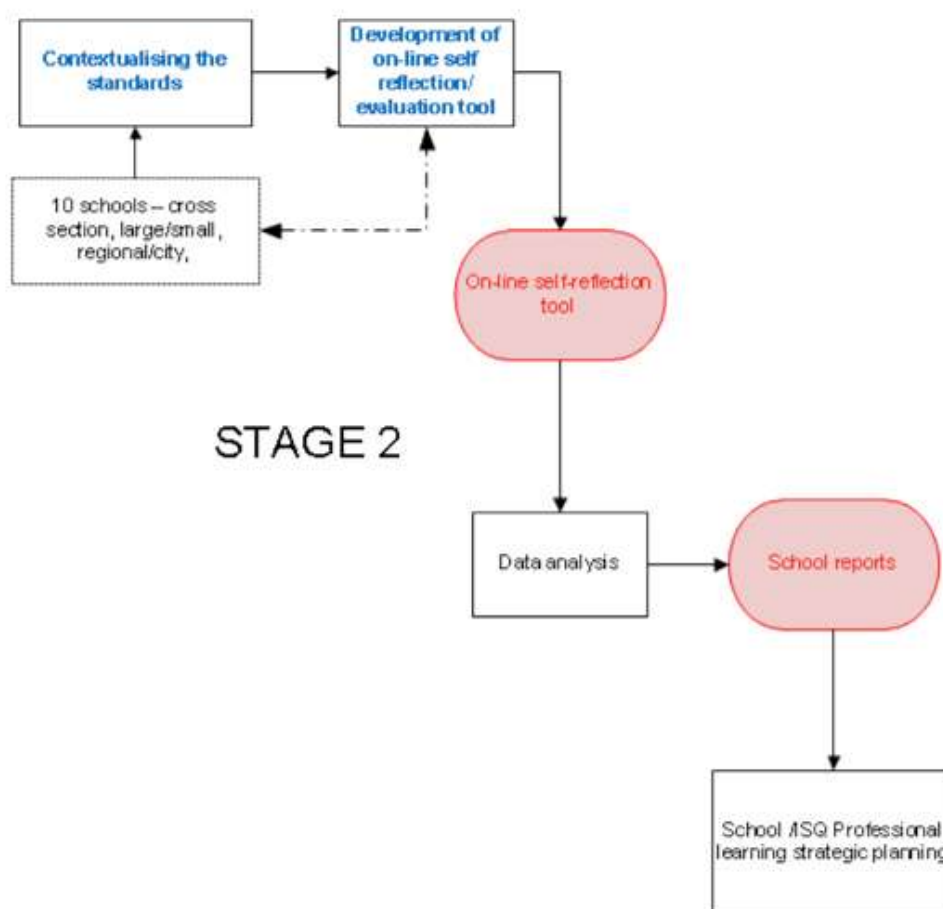 Contextualising the
standards
Development of
on-line self
reflection/
evaluation tool
10 schools – cross
section, large/small,
regional/city,
On-line self-reflection
tool
STAGE 2
Data analysis
School reports
School /ISQ Professional
learning strategic planning